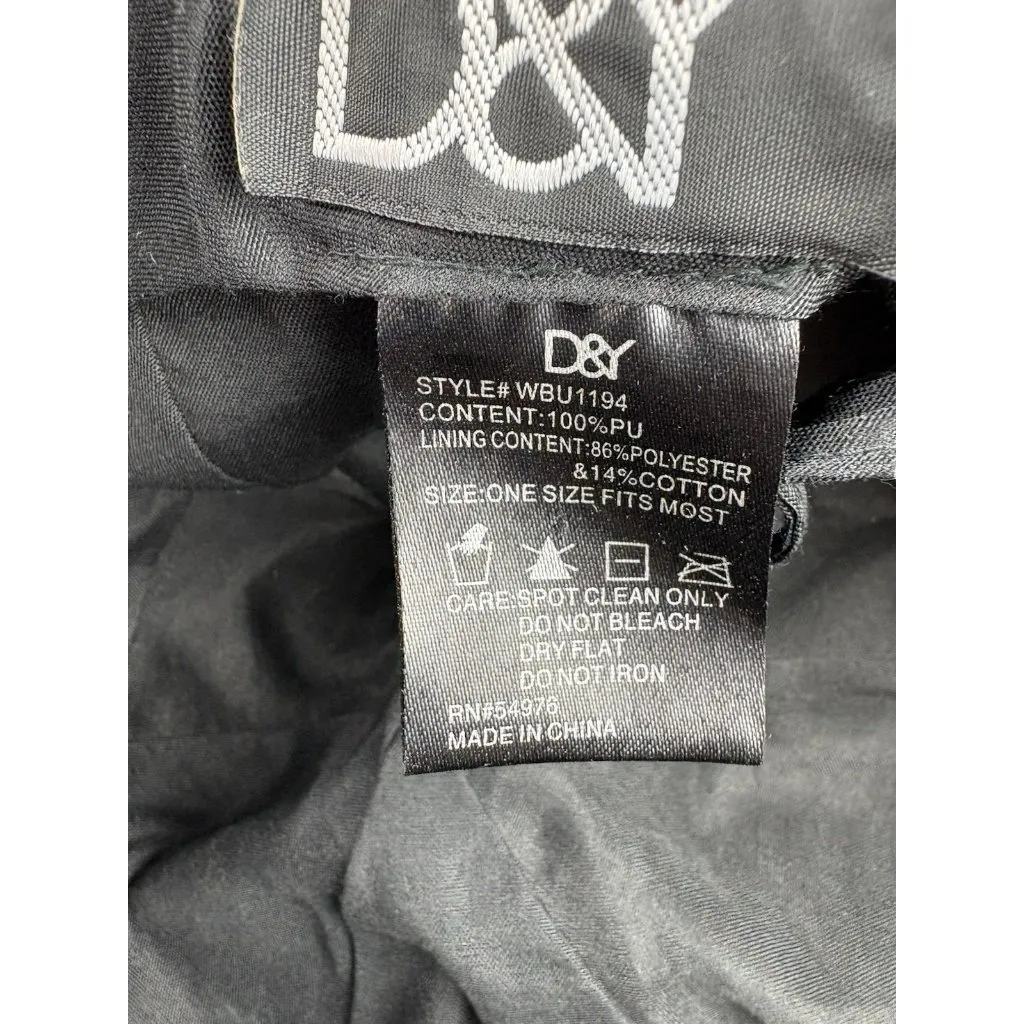 D&Y
D&Y
STYLE# WBU1194
CONTENT:100%PU
LINING CONTENT:86%POLYESTER
&14%COTTON
SIZE:ONE SIZE FITS MOST
CARE:SPOT CLEAN ONLY
DO NOT BLEACH
DRY FLAT
DO NOT IRON
RN#54976
MADE IN CHINA